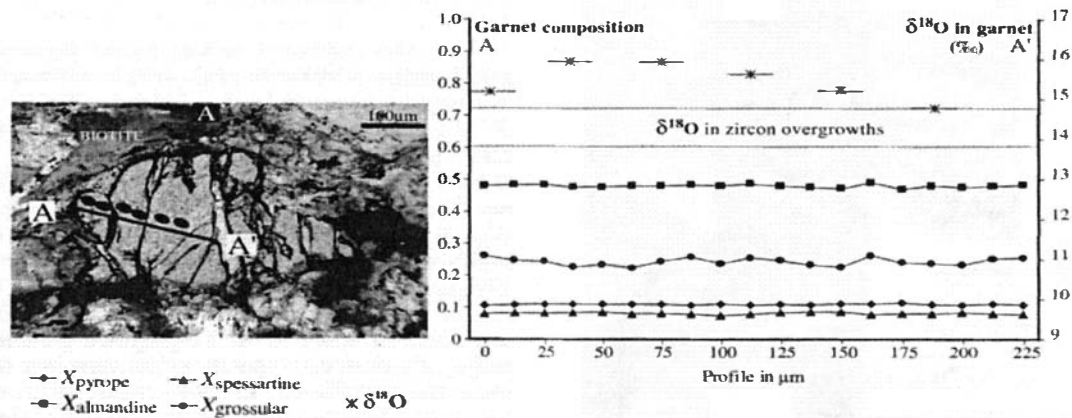 A
100µm
BIOTITE
A
A'
Garnet composition
A
δ¹⁸O in garnet
(‰) A'
δ¹⁸O in zircon overgrowths
1.0
0.9
0.8
0.7
0.6
0.5
0.4
0.3
0.2
0.1
0
17
16
15
14
13
12
11
10
9
0 25 50 75 100 125 150 175 200 225
Profile in µm
Xpyrope
Xspessartine
Xalmandine
Xgrossular
δ¹⁸O